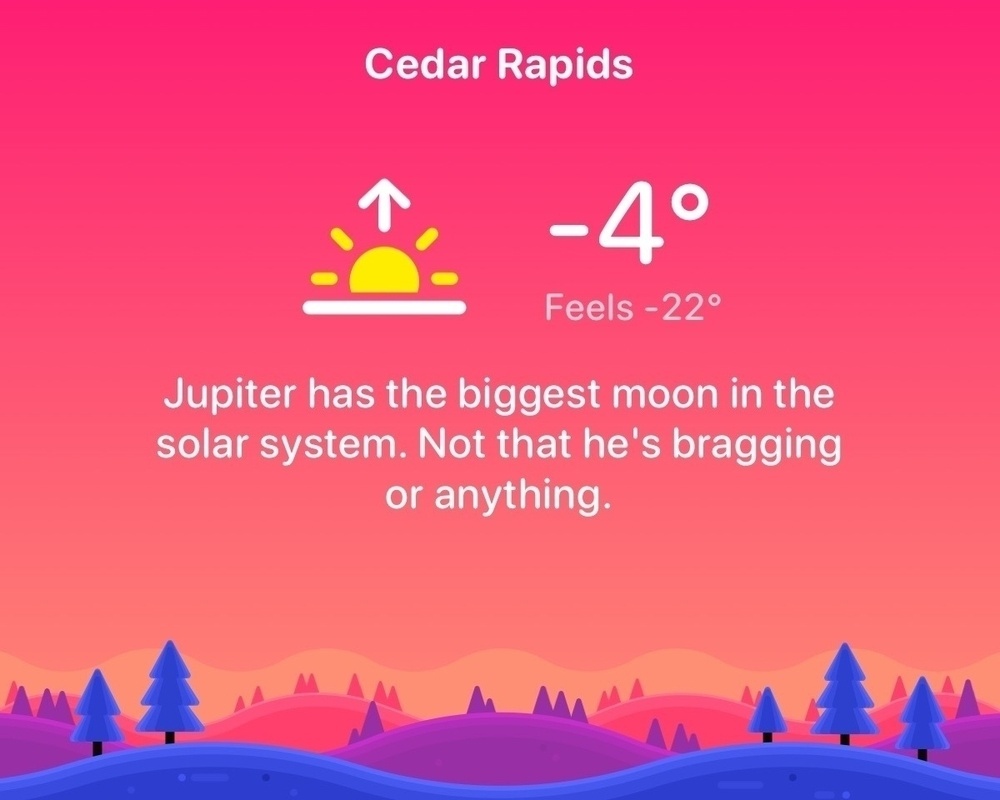 Cedar Rapids
-4°
Feels -22°
Jupiter has the biggest moon in the
solar system. Not that he's bragging
or anything.